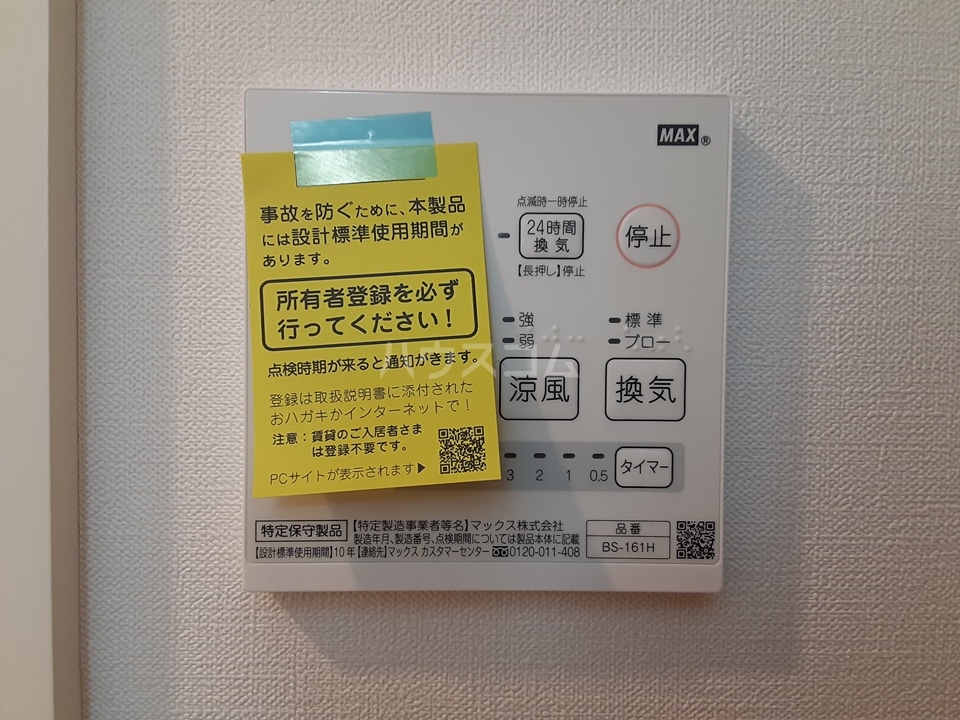 MAX®
事故を防ぐために、本製品
には設計標準使用期間が
あります。
所有者登録を必ず
行ってください！
点検時期が来ると通知がきます。
登録は取扱説明書に添付された
おハガキかインターネットで！
注意：賃貸のご入居者さま
は登録不要です。
PCサイトが表示されます▶
点滅時一時停止
24時間
換気
【長押し】停止
停止
強
弱
涼風
標準
ブロー
換気
3 2 1 0.5
タイマー
ハウスコム
特定保守製品
【特定製造事業者等名】マックス株式会社
製造年月、製造番号、点検期間については製品本体に記載
【設計標準使用期間】10年【連絡先】マックス カスタマーセンター 0120-011-408
品番
BS-161H